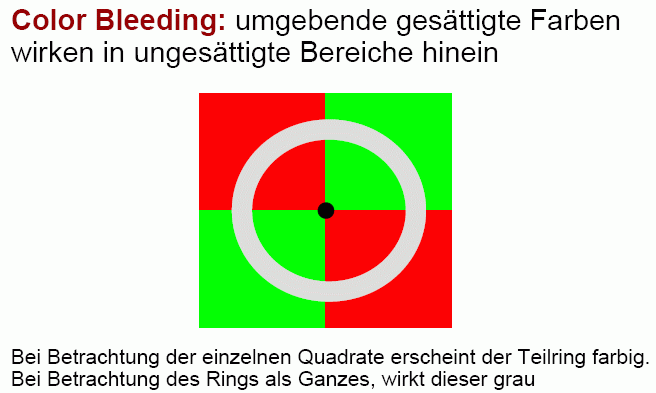 Color Bleeding: umgebende gesättigte Farben
wirken in ungesättigte Bereiche hinein
Bei Betrachtung der einzelnen Quadrate erscheint der Teilring farbig.
Bei Betrachtung des Rings als Ganzes, wirkt dieser grau